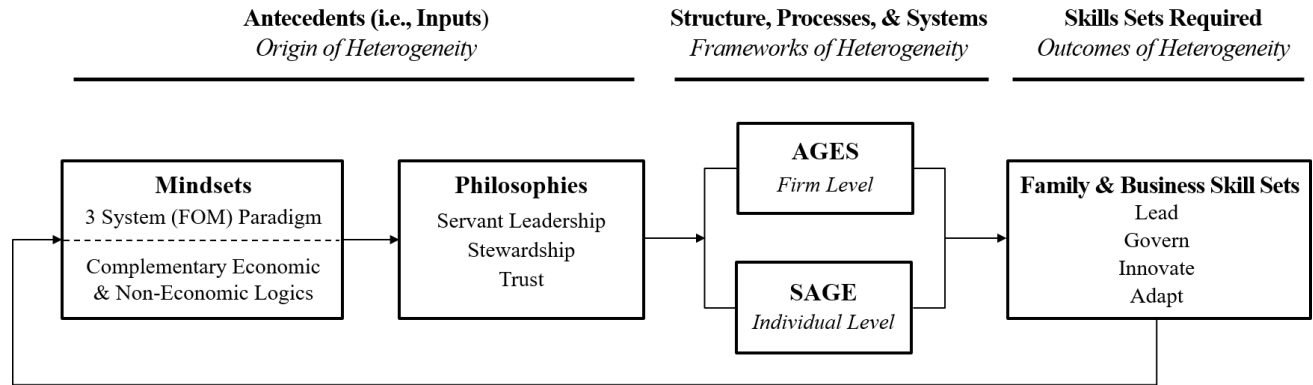 Antecedents (i.e., Inputs)
Origin of Heterogeneity
Structure, Processes, & Systems
Frameworks of Heterogeneity
Skills Sets Required
Outcomes of Heterogeneity
Mindsets
3 System (FOM) Paradigm
Complementary Economic
& Non-Economic Logics
Philosophies
Servant Leadership
Stewardship
Trust
AGES
Firm Level
SAGE
Individual Level
Family & Business Skill Sets
Lead
Govern
Innovate
Adapt